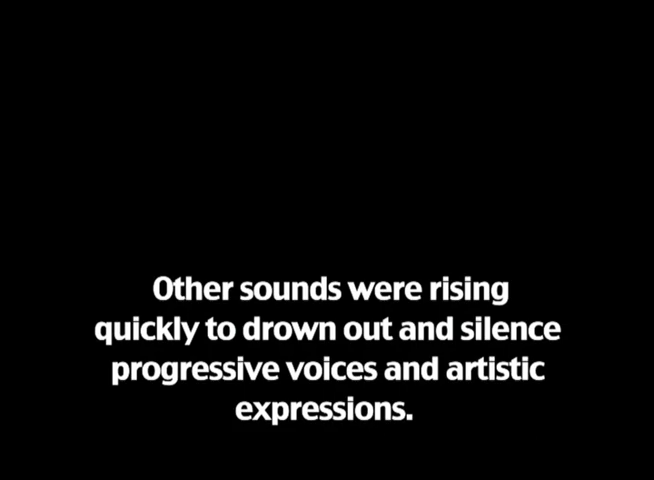 Other sounds were rising
quickly to drown out and silence
progressive voices and artistic
expressions.